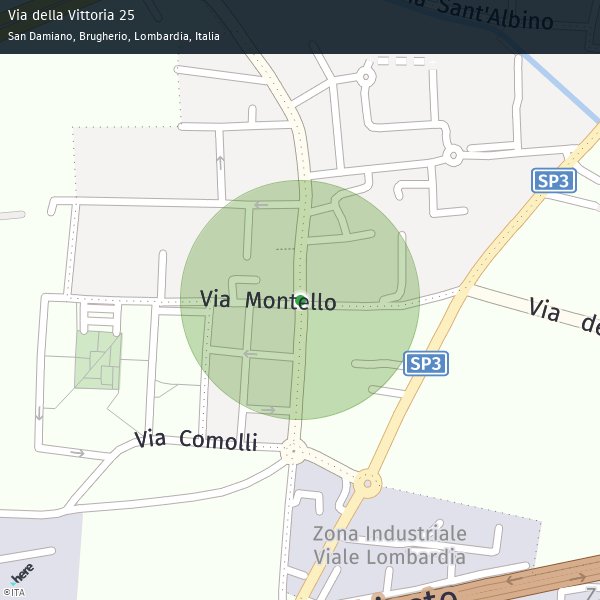 Via della Vittoria 25
San Damiano, Brugherio, Lombardia, Italia
Sant'Albino
SP3
Via Montello
Via de
SP3
Via Comolli
Zona Industriale
Viale Lombardia
here
©ITA